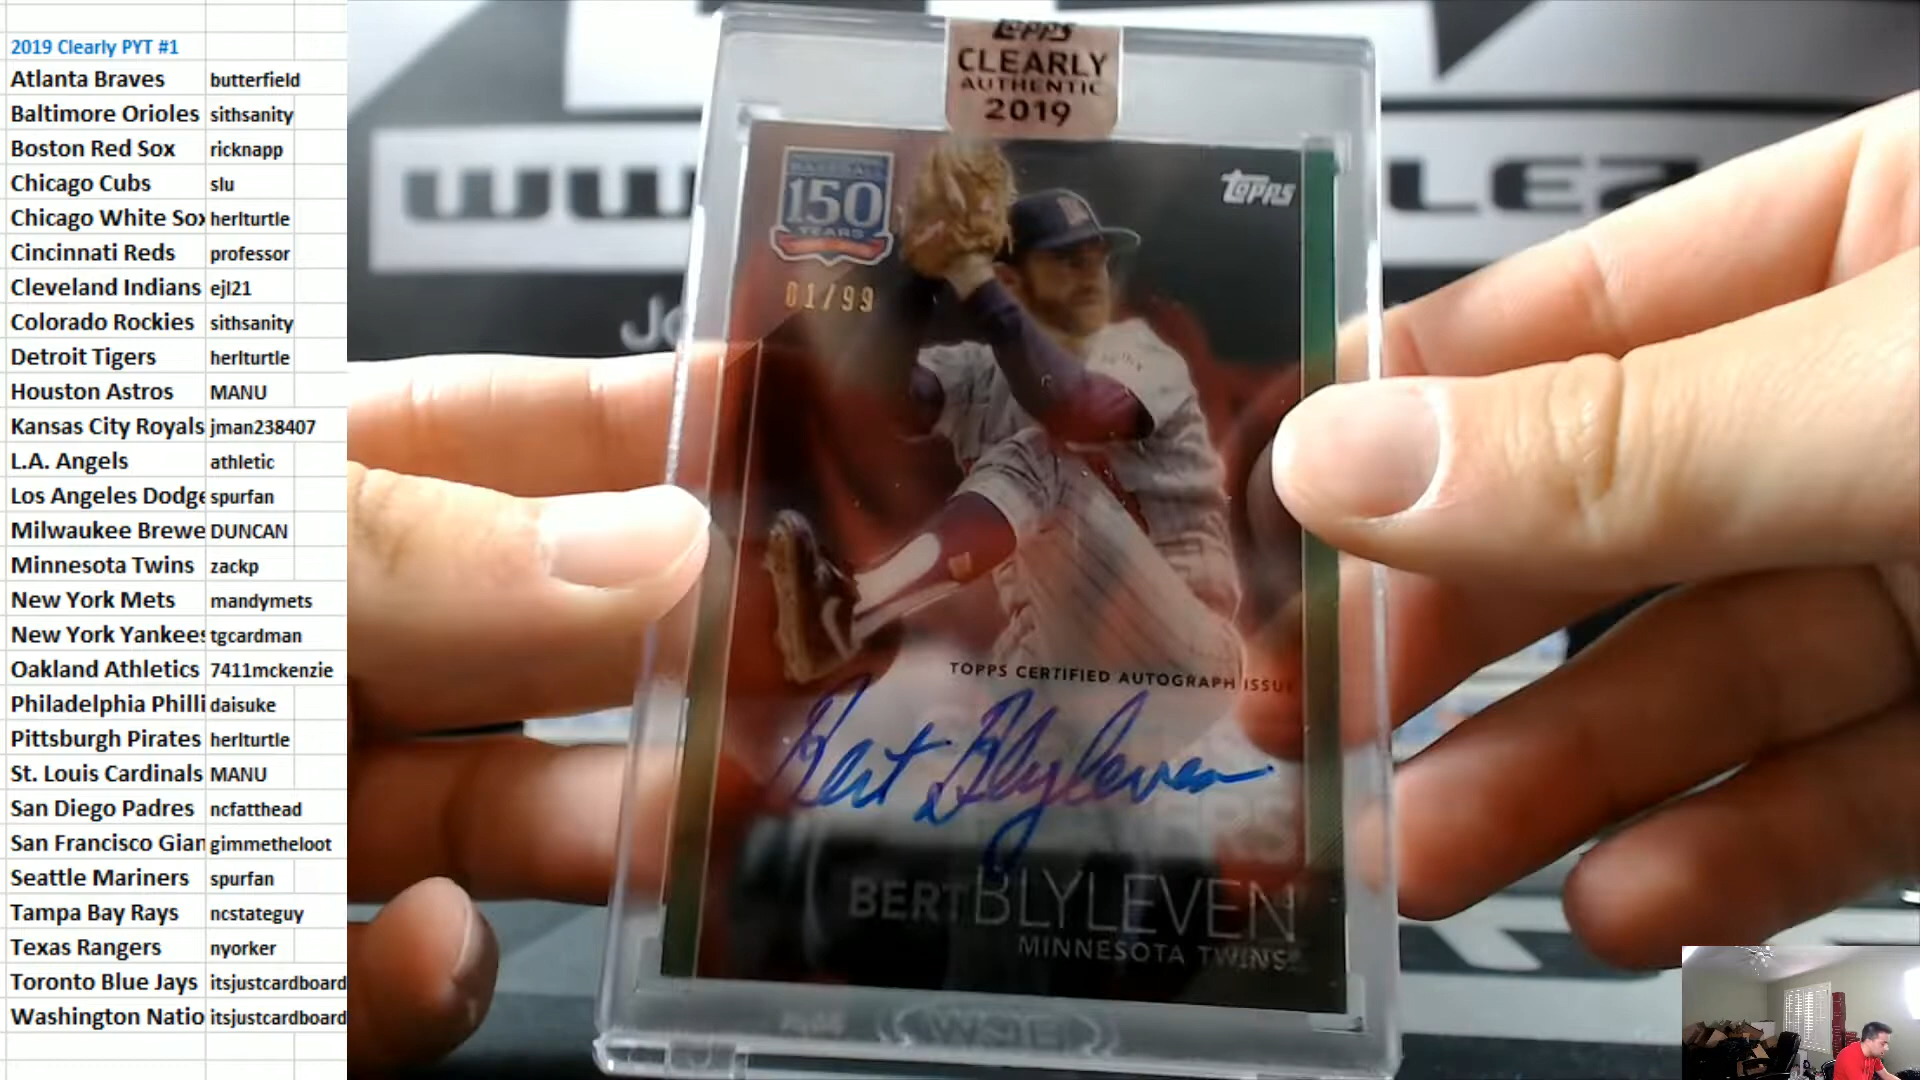 2019 Clearly PYT #1
Atlanta Braves butterfield
Baltimore Orioles sithsanity
Boston Red Sox ricknapp
Chicago Cubs slu
Chicago White Sox herlturtle
Cincinnati Reds professor
Cleveland Indians ejl21
Colorado Rockies sithsanity
Detroit Tigers herlturtle
Houston Astros MANU
Kansas City Royals jman238407
L.A. Angels athletic
Los Angeles Dodge spurfan
Milwaukee Brewe DUNCAN
Minnesota Twins zackp
New York Mets mandymets
New York Yankees tgcardman
Oakland Athletics 7411mckenzie
Philadelphia Philli daisuke
Pittsburgh Pirates herlturtle
St. Louis Cardinals MANU
San Diego Padres ncfatthead
San Francisco Gian gimmetheloot
Seattle Mariners spurfan
Tampa Bay Rays ncstateguy
Texas Rangers nyorker
Toronto Blue Jays itsjustcardboard
Washington Natio itsjustcardboard
Topps
CLEARLY
AUTHENTIC
2019
BASEBALL
150
YEARS
topps
01/99
TOPPS CERTIFIED AUTOGRAPH ISSUE
Bert Blyleven
BERT BLYLEVEN
MINNESOTA TWINS